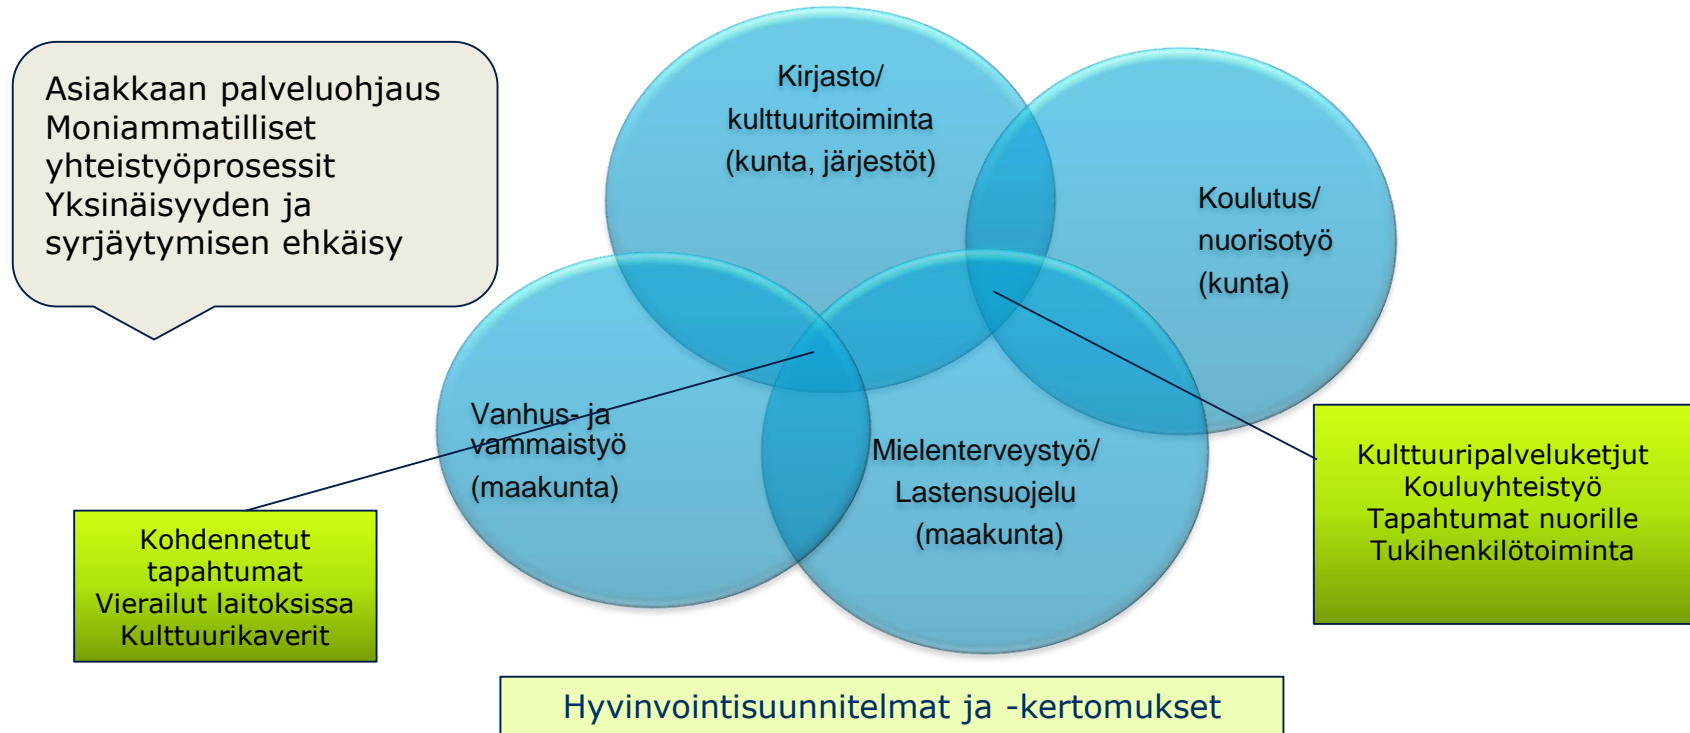 Asiakkaan palveluohjaus
Moniammatilliset
yhteistyöprosessit
Yksinäisyyden ja
syrjäytymisen ehkäisy
Kirjasto/
kulttuuritoiminta
(kunta, järjestöt)
Koulutus/
nuorisotyö
(kunta)
Vanhus- ja
vammaistyö
(maakunta)
Mielenterveystyö/
Lastensuojelu
(maakunta)
Kohdennetut
tapahtumat
Vierailut laitoksissa
Kulttuurikaverit
Kulttuuripalveluketjut
Kouluyhteistyö
Tapahtumat nuorille
Tukihenkilötoiminta
Hyvinvointisuunnitelmat ja -kertomukset